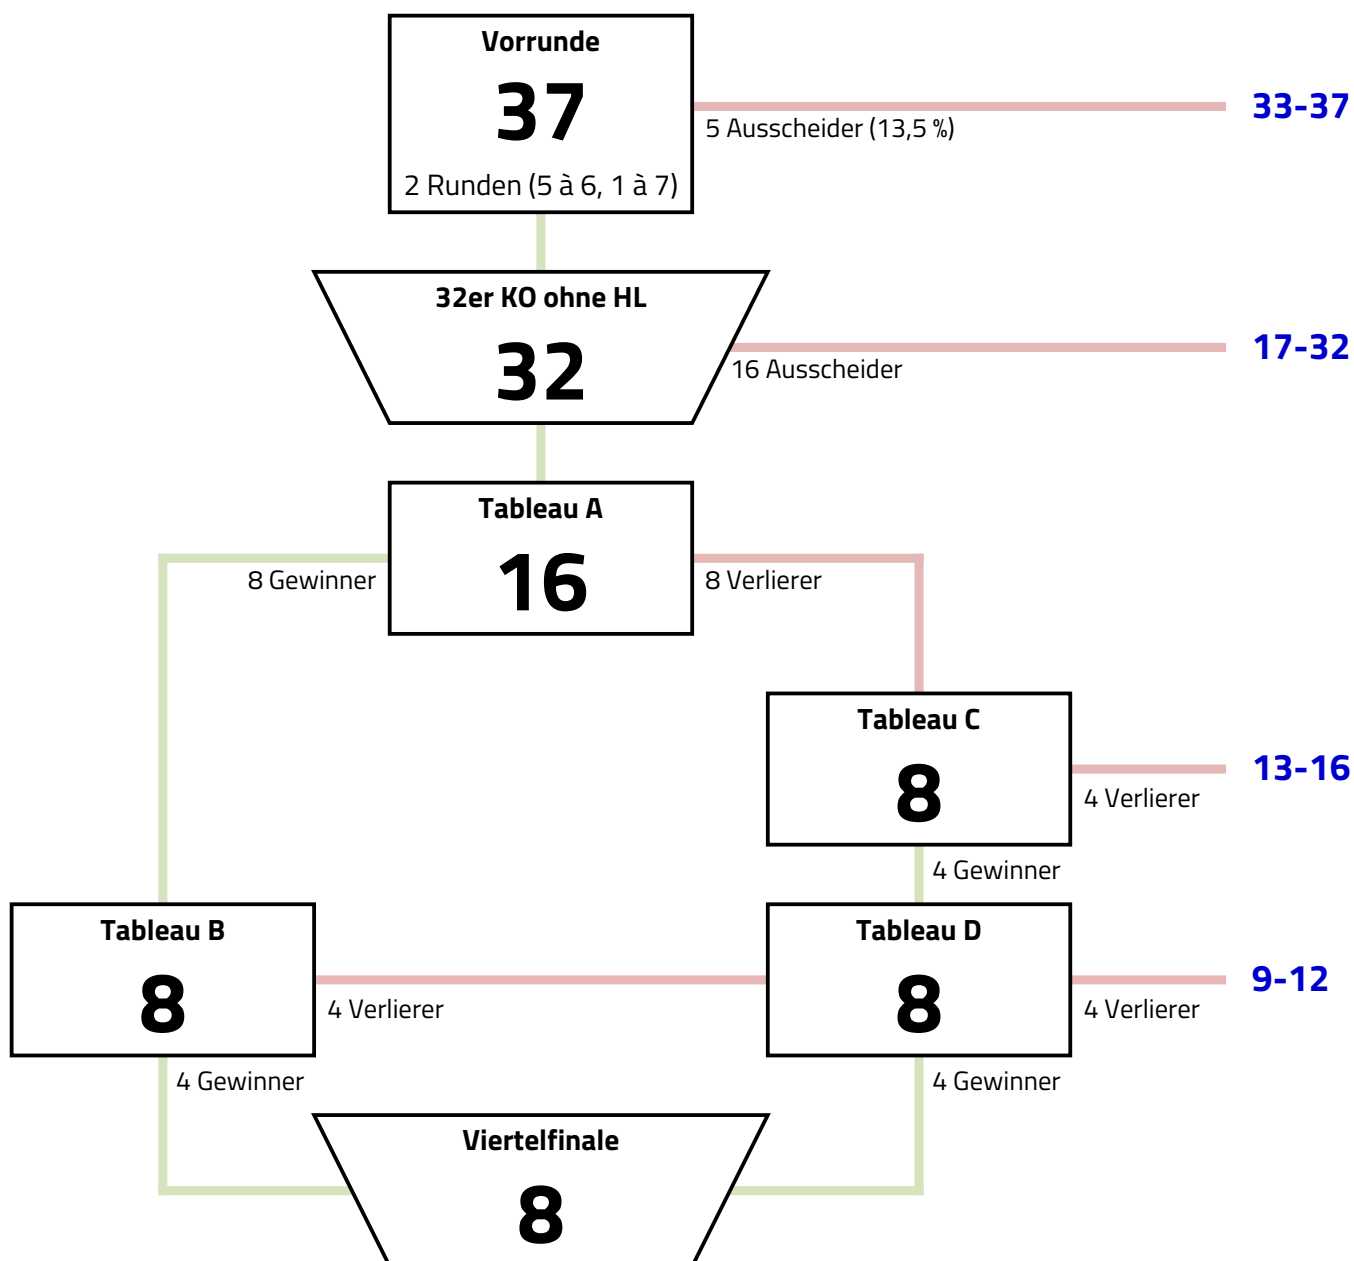 Vorrunde
37
2 Runden (5 à 6, 1 à 7)
5 Ausscheider (13,5 %)
33-37
32er KO ohne HL
32
16 Ausscheider
17-32
Tableau A
16
8 Gewinner
8 Verlierer
Tableau C
8
4 Verlierer
13-16
4 Gewinner
Tableau B
8
4 Verlierer
4 Gewinner
Tableau D
8
4 Verlierer
9-12
4 Gewinner
Viertelfinale
8